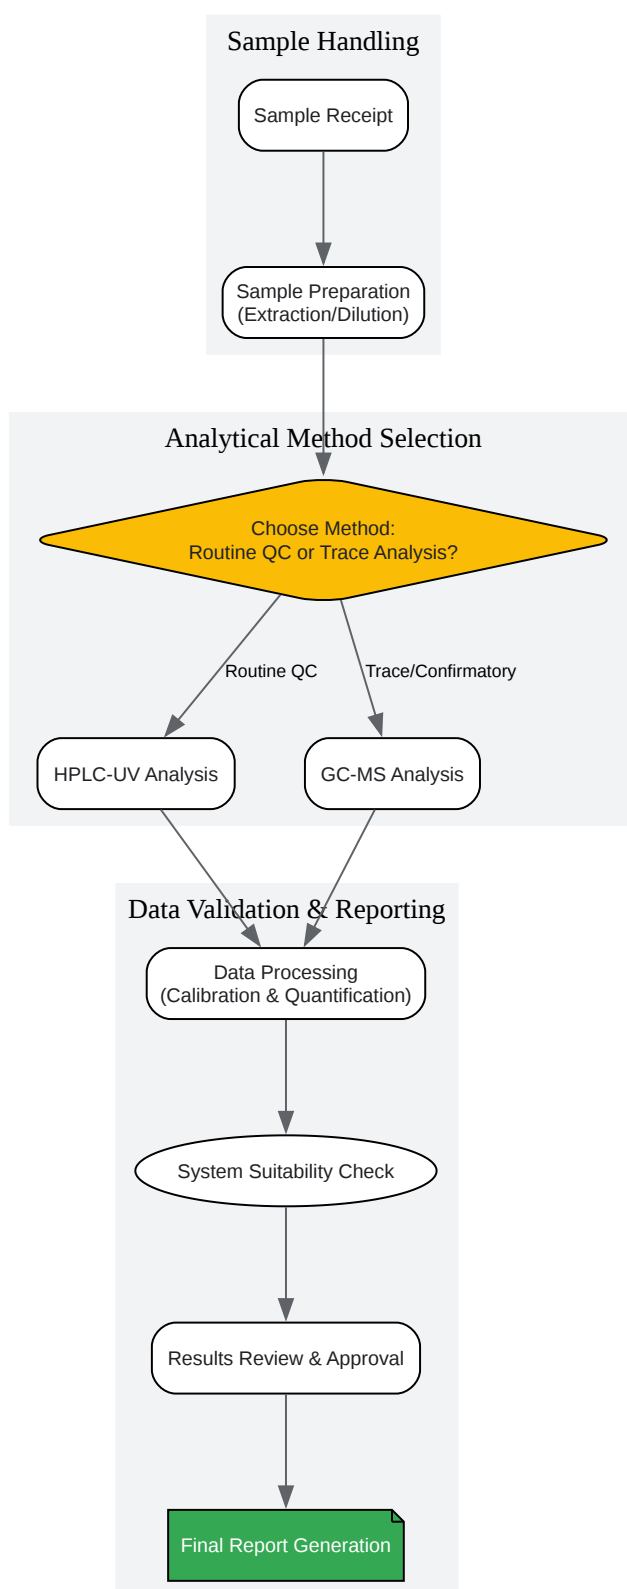 Sample Handling
Sample Receipt
Sample Preparation
(Extraction/Dilution)
Analytical Method Selection
Choose Method:
Routine QC or Trace Analysis?
Routine QC
Trace/Confirmatory
HPLC-UV Analysis
GC-MS Analysis
Data Validation & Reporting
Data Processing
(Calibration & Quantification)
System Suitability Check
Results Review & Approval
Final Report Generation